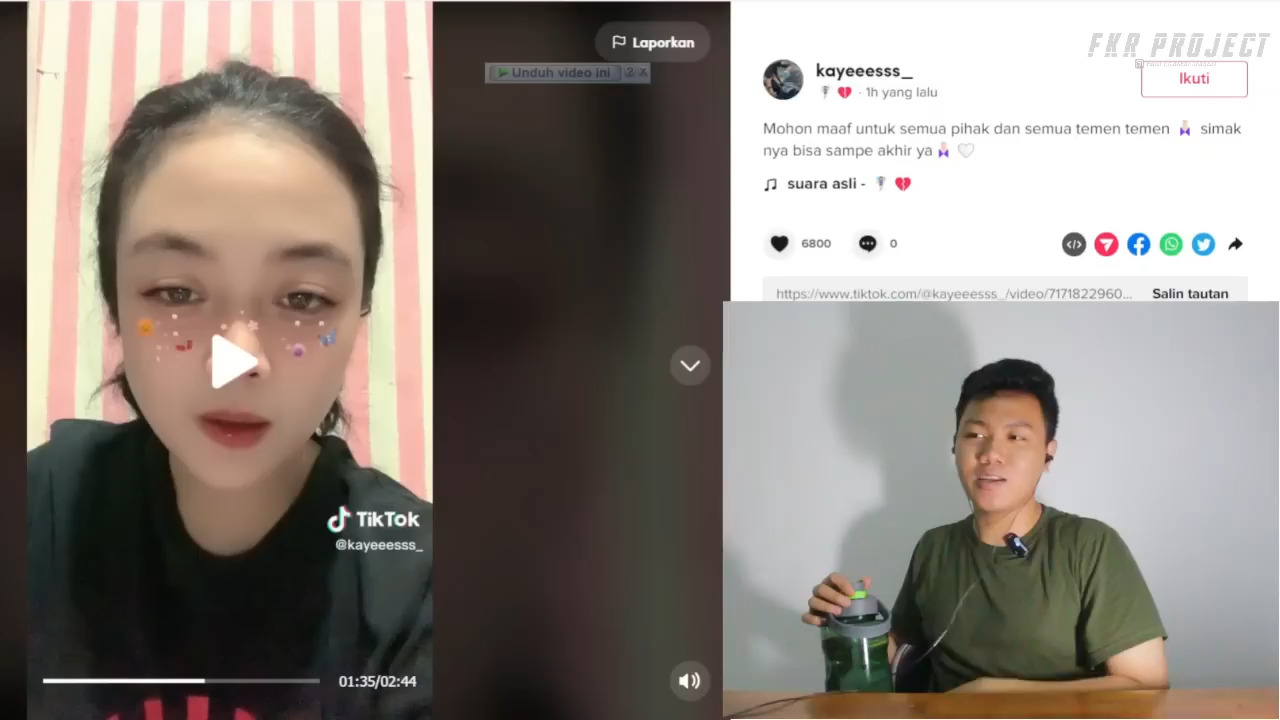 Laporkan
Unduh video ini
?
X
TikTok
@kayeeesss_
01:35/02:44
FKR PROJECT
kayeeesss_
· 1h yang lalu
Ikuti
Mohon maaf untuk semua pihak dan semua temen temen 🙏🏻 simak
nya bisa sampe akhir ya 🙏🏻 🤍
suara asli - 💔
6800
0
https://www.tiktok.com/@kayeeesss_/video/7171822960...
Salin tautan